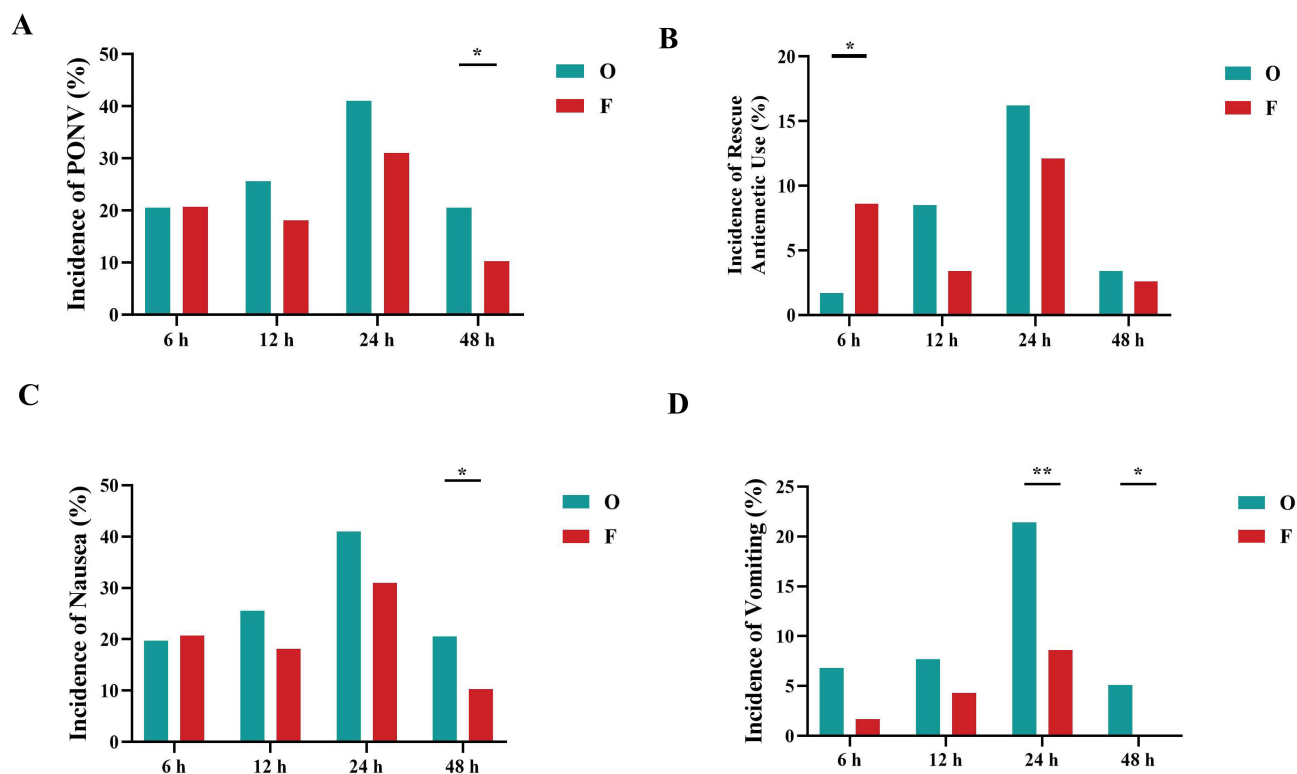 A
Incidence of PONV (%)
50
40
30
20
10
0
*
O
F
6 h 12 h 24 h 48 h
B
Incidence of Rescue
Antiemetic Use (%)
20
15
10
5
0
*
O
F
6 h 12 h 24 h 48 h
C
Incidence of Nausea (%)
50
40
30
20
10
0
*
O
F
6 h 12 h 24 h 48 h
D
Incidence of Vomiting (%)
25
20
15
10
5
0
** *
O
F
6 h 12 h 24 h 48 h